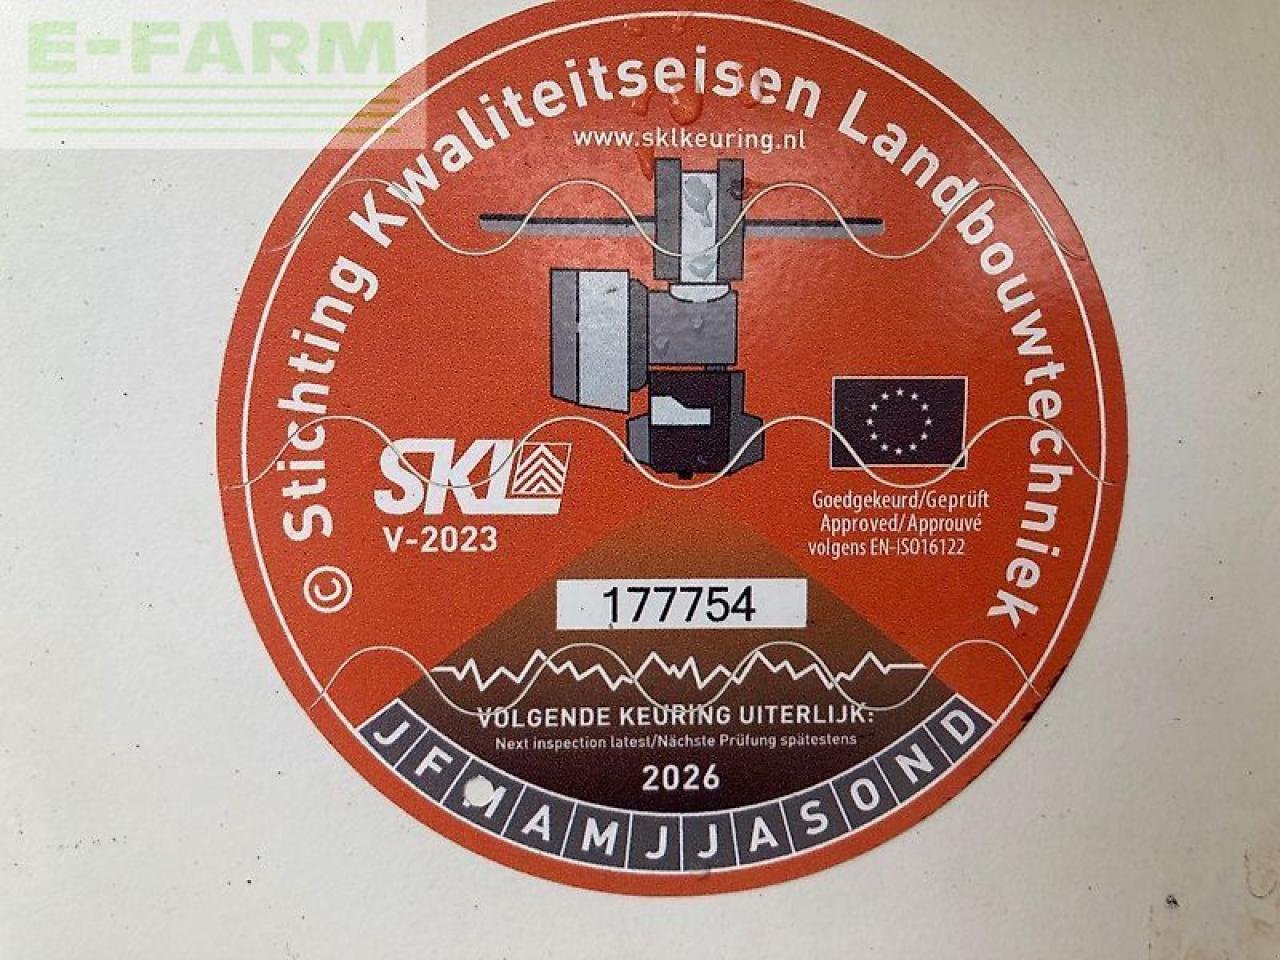 E-FARM
© Stichting Kwaliteitseisen Landbouwtechniek
www.sklkeuring.nl
SKL
V-2023
Goedgekeurd/Geprüft
Approved/Approuvé
volgens EN-ISO16122
177754
VOLGENDE KEURING UITERLIJK:
Next inspection latest/Nächste Prüfung spätestens
2026
J F M A M J J A S O N D